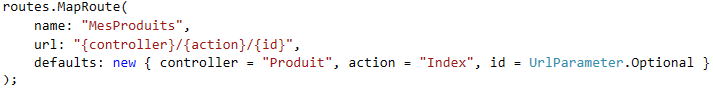 routes.MapRoute(
    name: "MesProduits",
    url: "{controller}/{action}/{id}",
    defaults: new { controller = "Produit", action = "Index", id = UrlParameter.Optional }
);